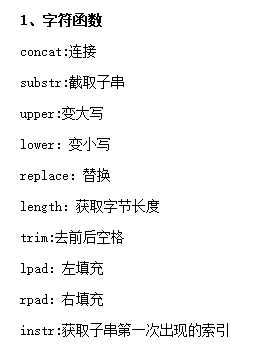 1、字符函数
concat:连接
substr:截取子串
upper:变大写
lower：变小写
replace：替换
length：获取字节长度
trim:去前后空格
lpad：左填充
rpad：右填充
instr:获取子串第一次出现的索引